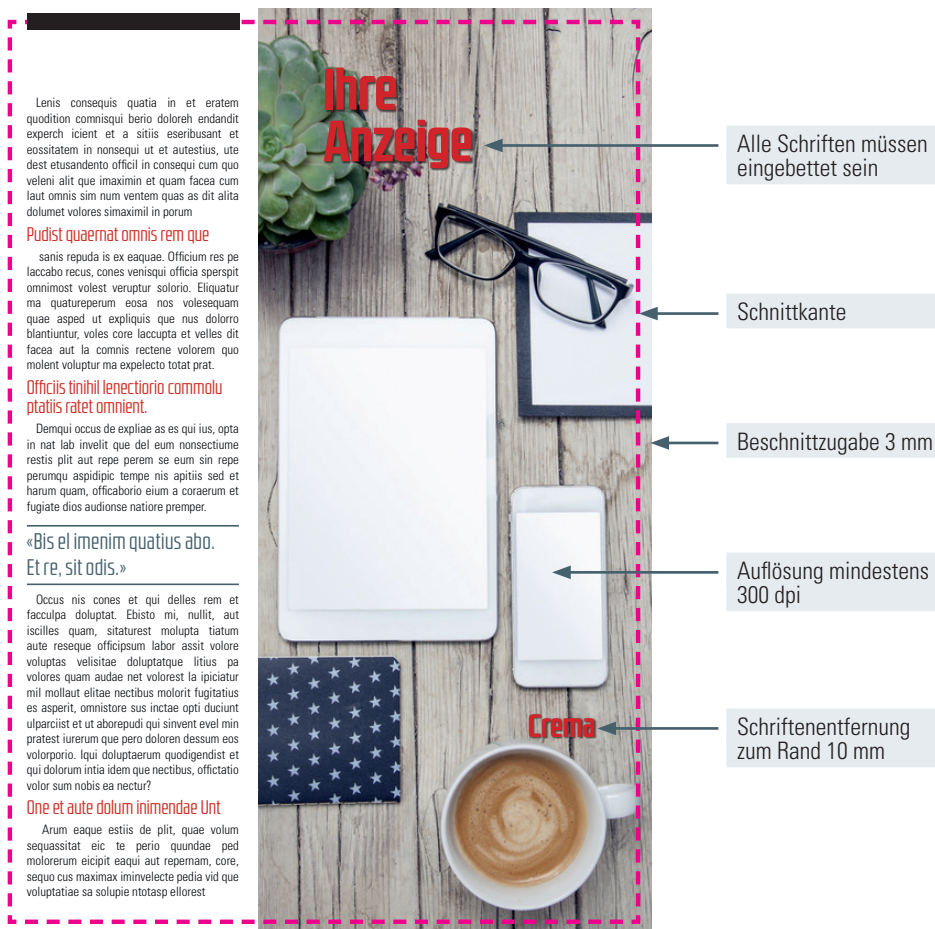 Lenis consequis quatia in et eratem
quodition comnisqui berio doloreh endandit
experch icient et a sitiis eseribusant et
eossitatem in nonsequi ut et autestius, ute
dest etusandento officil in consequi cum quo
veleni alit que imaximin et quam facea cum
laut omnis sim num ventem quas as dit alita
dolumet volores simaximil in porum
Pudist quaernat omnis rem que
sanis repuda is ex eaquae. Officium res pe
laccabo recus, cones venisqui officia sperspit
omnimost volest veruptur solorio. Eliquatur
ma quatureperum eosa nos volesequam
quae asped ut expliquis que nus dolorro
blantiuntur, voles core laccupta et velles dit
facea aut la comnis rectene volorem quo
molent voluptur ma expelecto totat prat.
Officiis tinihil lenectiorio commolu
ptatiis ratet omnient.
Demqui occus de expliae as es qui ius, opta
in nat lab invelit que del eum nonsectiume
restis plit aut repe perem se eum sin repe
perumqu aspidipic tempe nis apitiis sed et
harum quam, officaborio eium a coraerum et
fugiate dios audionse natiore premper.
«Bis el imenim quatius abo.
Et re, sit odis.»
Occus nis cones et qui delles rem et
facculpa doluptat. Ebisto mi, nullit, aut
iscilles quam, sitaturest molupta tiatum
aute reseque officipsum labor assit volore
voluptas velisitae doluptatque litius pa
volores quam audae net volorest la ipiciatur
mil mollaut elitae nectibus molorit fugitatius
es asperit, omnistore sus inctae opti duciunt
ulparciist et ut aborepudi qui sinvent evel min
pratest iurerum que pero doloren dessum eos
volorporio. Iqui doluptaerum quodigendist et
qui dolorum intia idem que nectibus, offictatio
volor sum nobis ea nectur?
One et aute dolum inimendae Unt
Arum eaque estiis de plit, quae volum
sequassitat eic te perio quundae ped
molorerum eicipit eaqui aut repernam, core,
sequo cus maximax iminvelecte pedia vid que
voluptatiae sa solupie ntotasp ellorest
Ihre
Anzeige
Crema
Alle Schriften müssen
eingebettet sein
Schnittkante
Beschnittzugabe 3 mm
Auflösung mindestens
300 dpi
Schriftenentfernung
zum Rand 10 mm